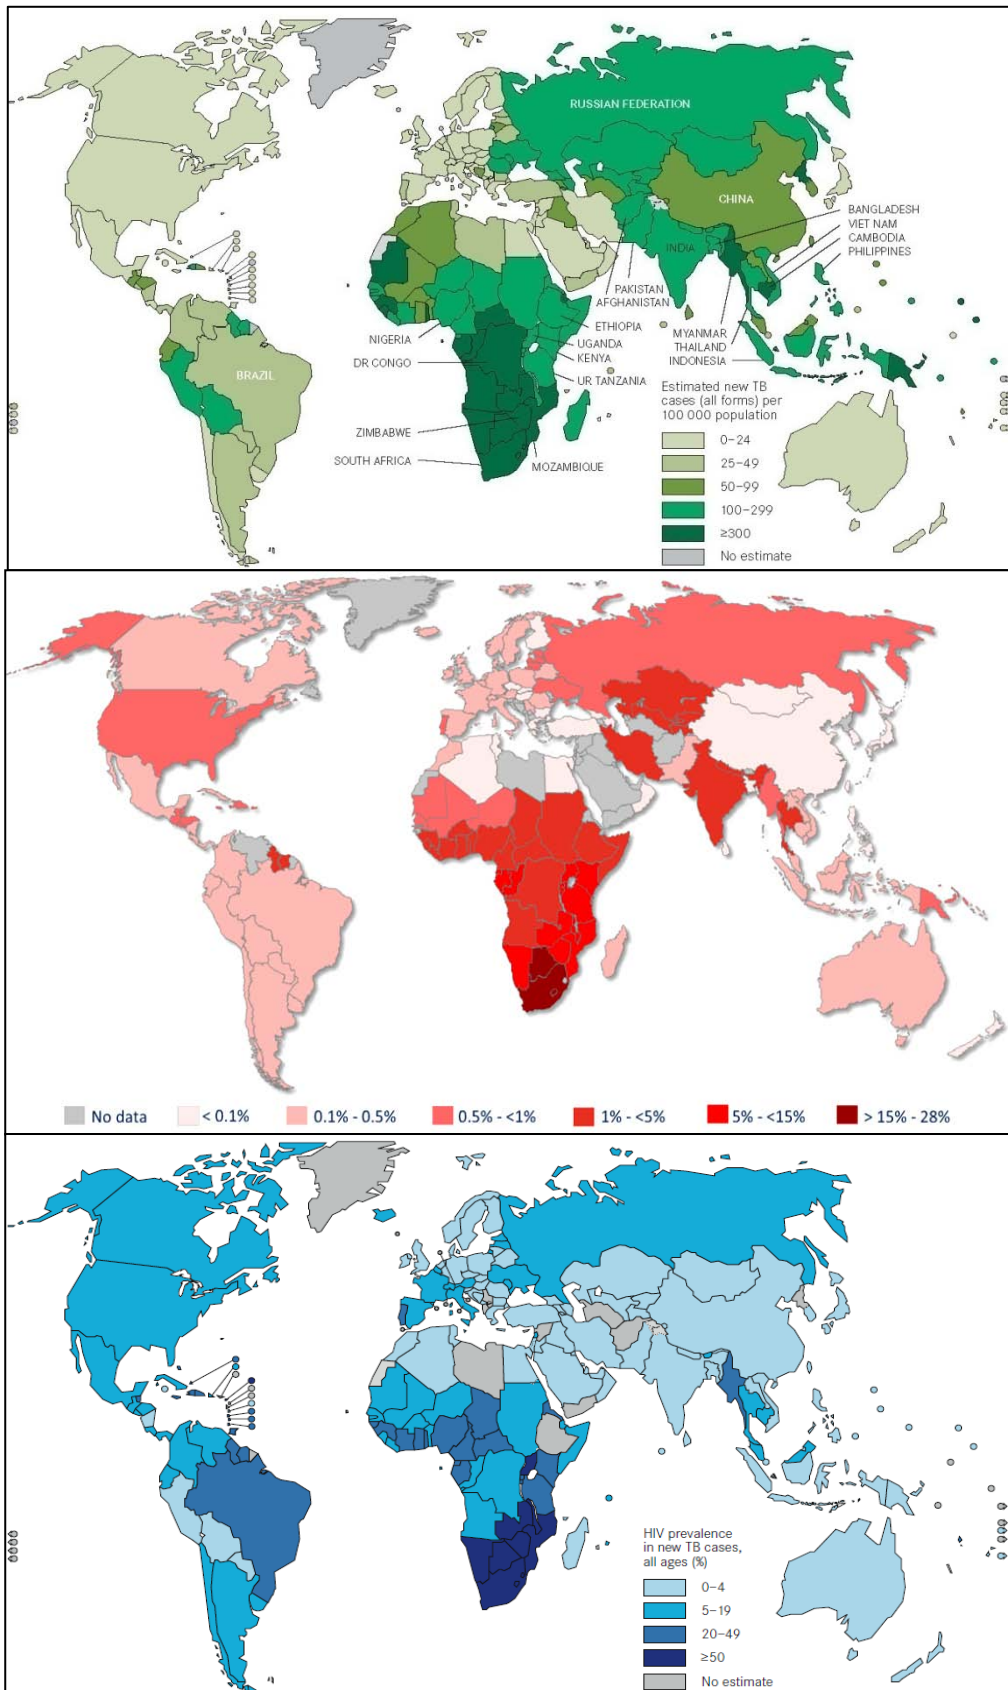 RUSSIAN FEDERATION
CHINA
BANGLADESH
VIET NAM
CAMBODIA
PHILIPPINES
INDIA
PAKISTAN
AFGHANISTAN
NIGERIA
ETHIOPIA
UGANDA
KENYA
DR CONGO
UR TANZANIA
MYANMAR
THAILAND
INDONESIA
BRAZIL
ZIMBABWE
SOUTH AFRICA
MOZAMBIQUE
Estimated new TB
cases (all forms) per
100 000 population
0–24
25–49
50–99
100–299
≥300
No estimate
No data
< 0.1%
0.1% - 0.5%
0.5% - <1%
1% - <5%
5% - <15%
> 15% - 28%
HIV prevalence
in new TB cases,
all ages (%)
0–4
5–19
20–49
≥50
No estimate